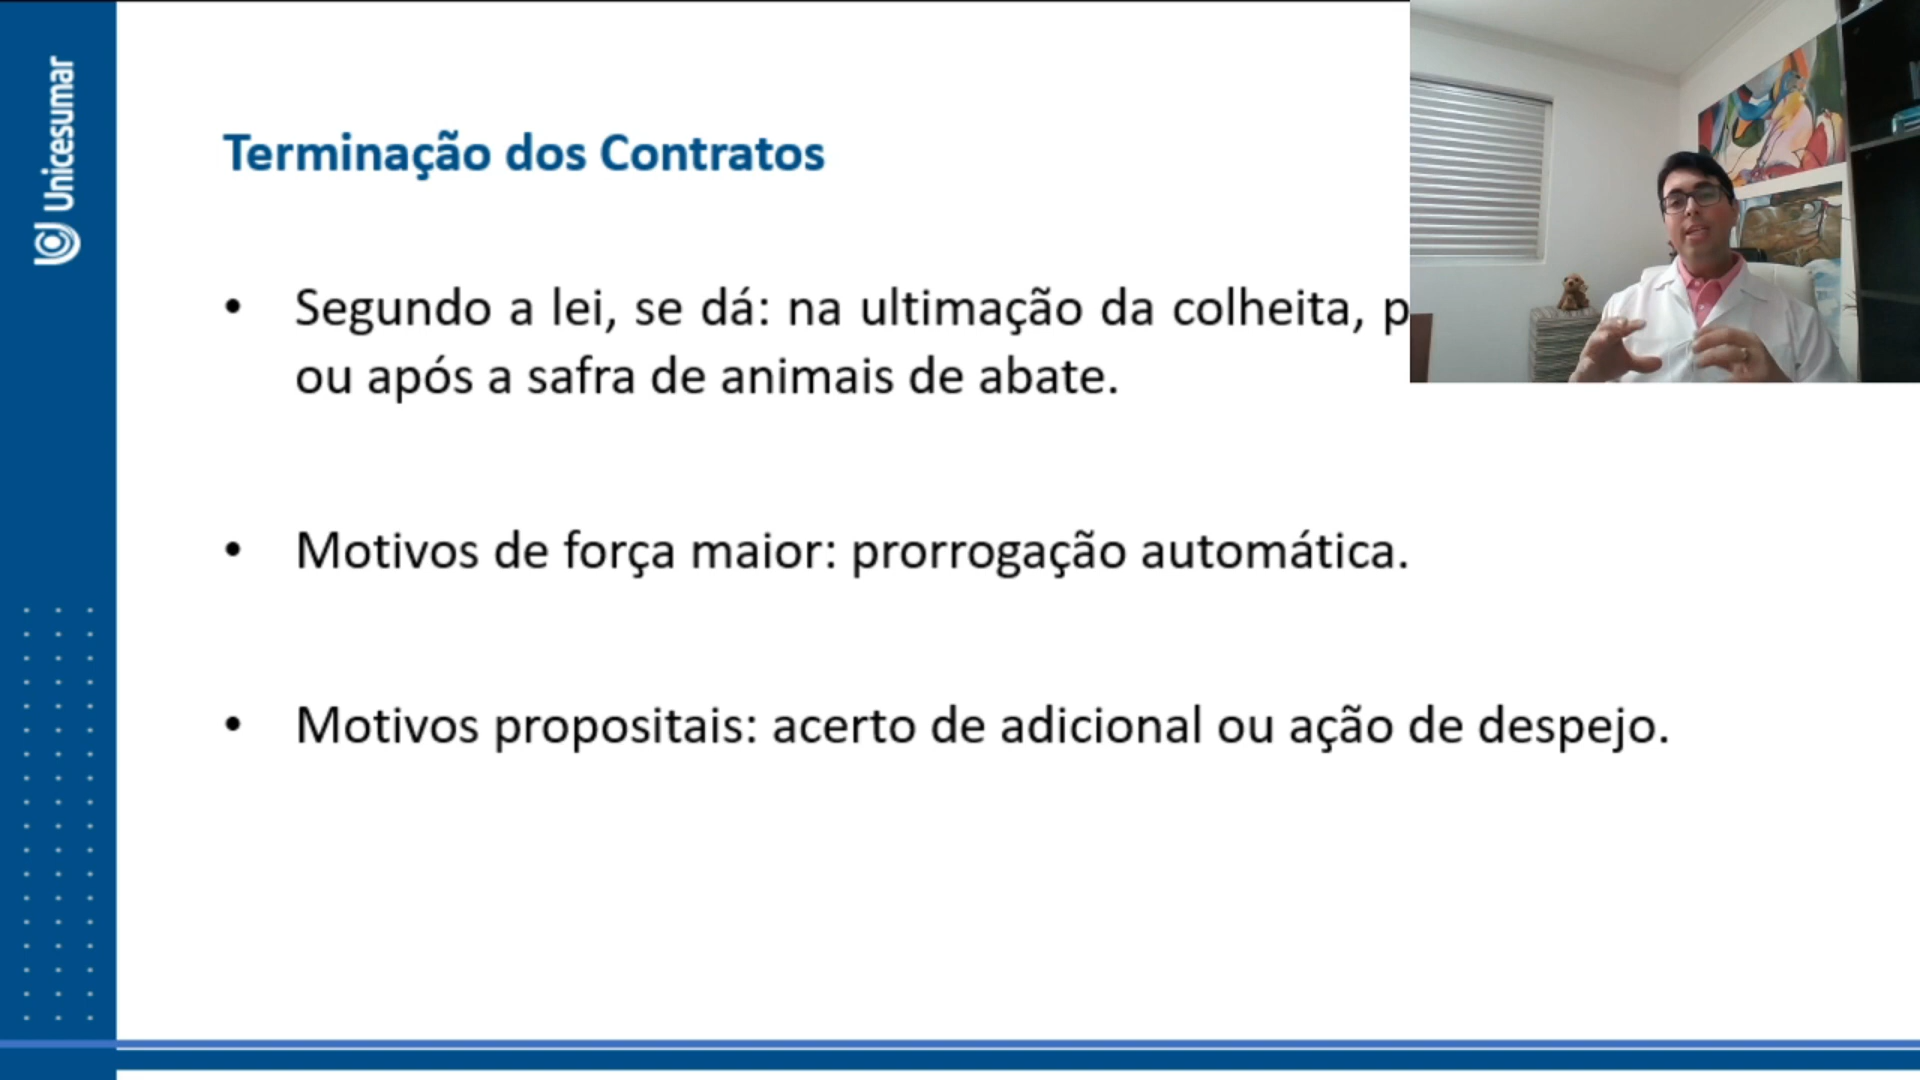 Unicesumar
Terminação dos Contratos
• Segundo a lei, se dá: na ultimação da colheita,
ou após a safra de animais de abate.
• Motivos de força maior: prorrogação automática.
• Motivos propositais: acerto de adicional ou ação de despejo.